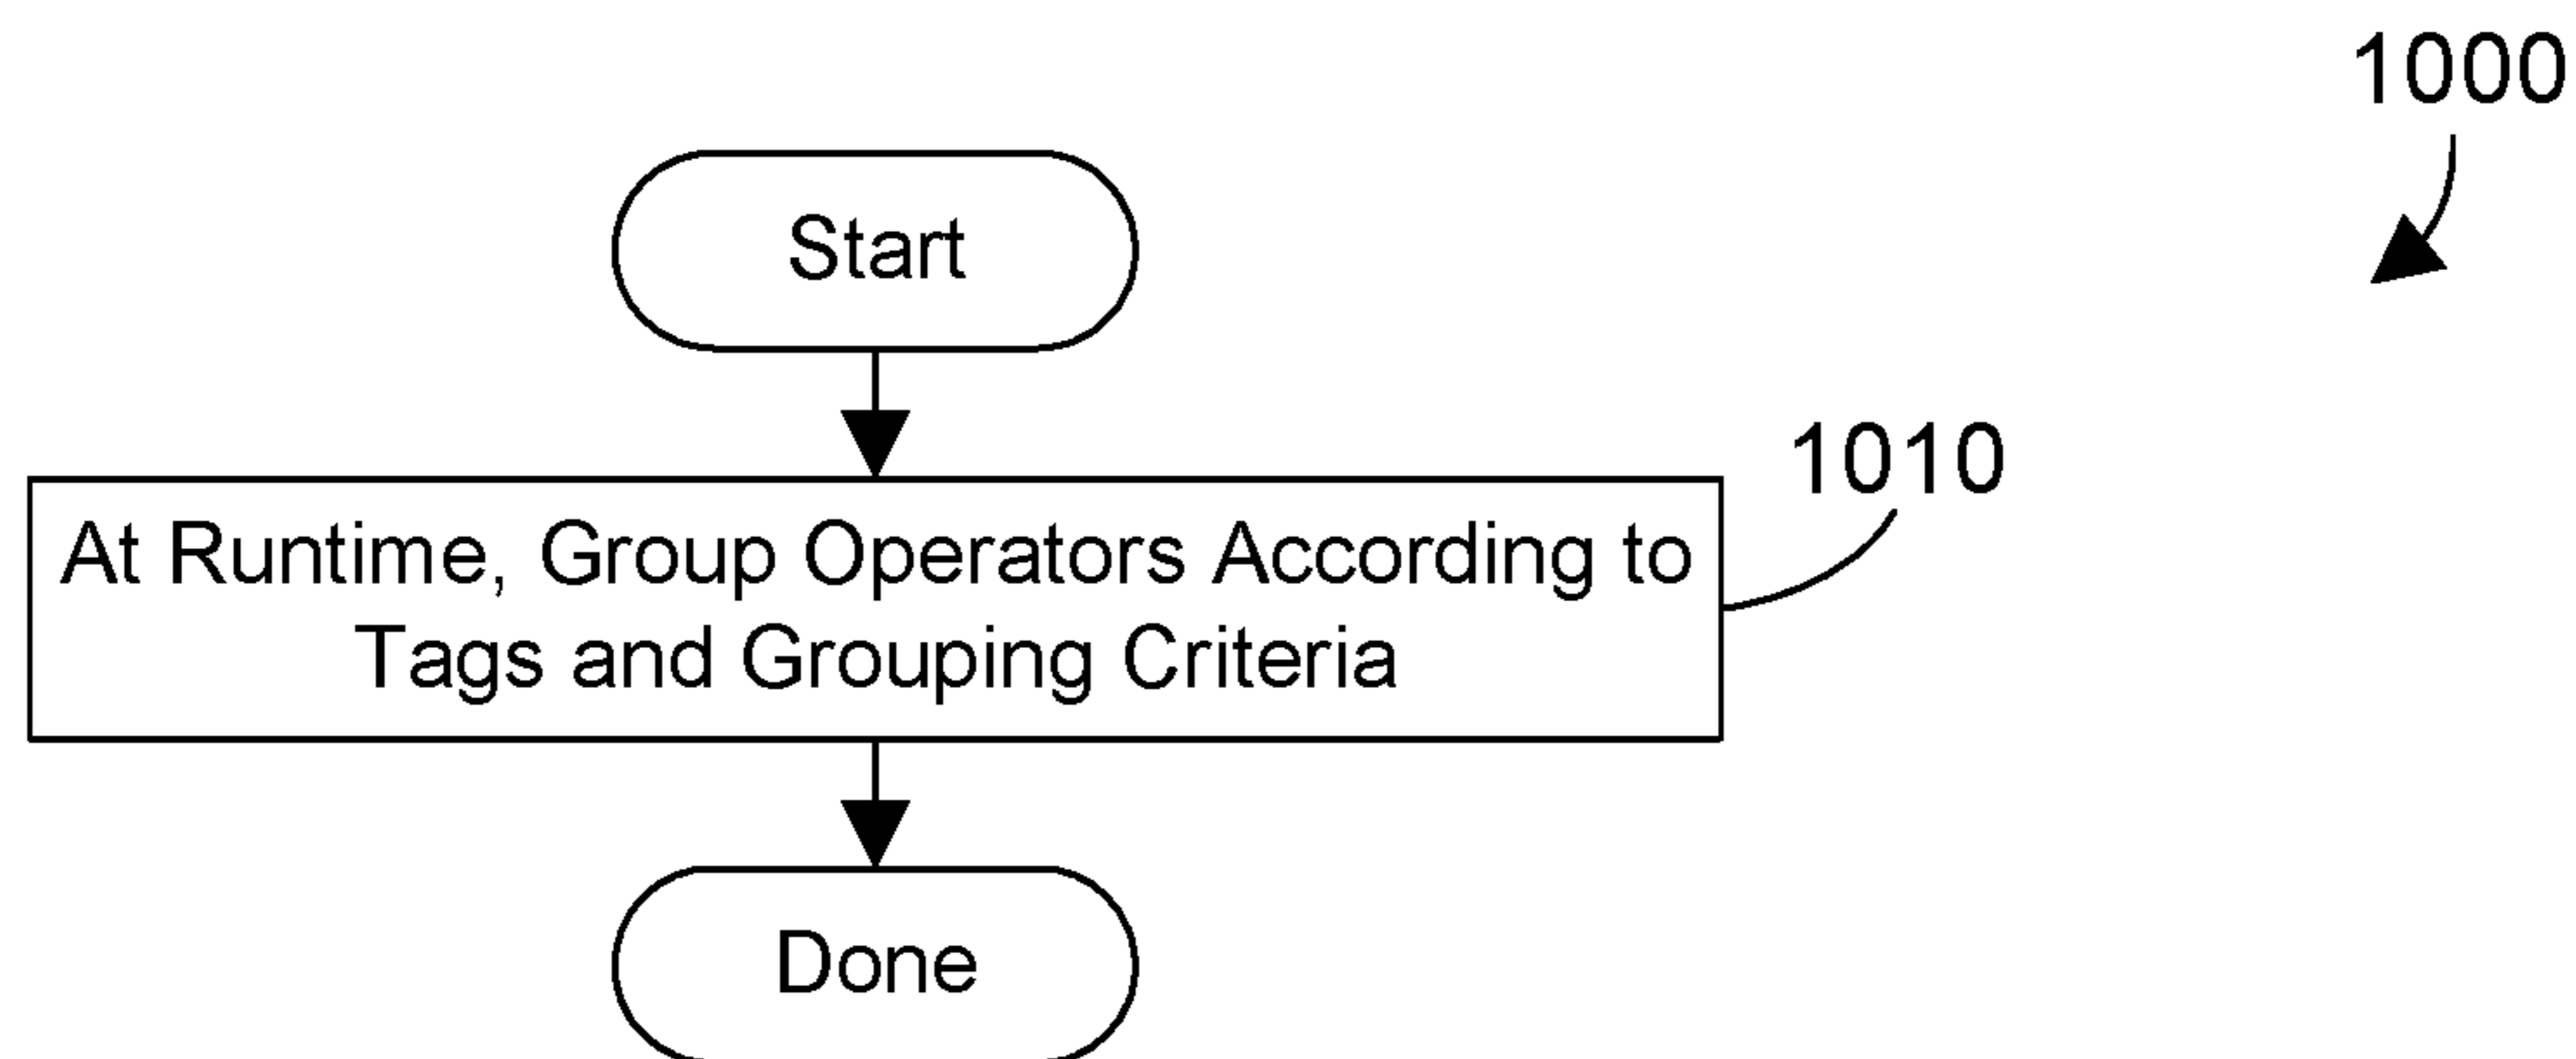 1000
Start
1010
At Runtime, Group Operators According to
Tags and Grouping Criteria
Done